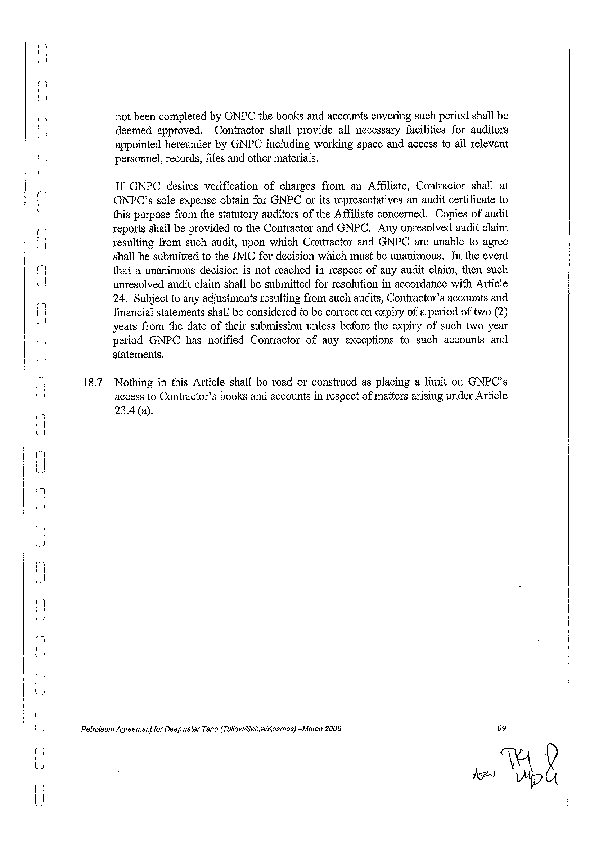 not been completed by GNPC the books and accounts covering such period shall be
deemed approved. Contractor shall provide all necessary facilities for auditors
appointed hereunder by GNPC including working space and access to all relevant
personnel, records, files and other materials.
If GNPC desires verification of charges from an Affiliate, Contractor shall at
GNPC's sole expense obtain for GNPC or its representatives an audit certificate to
this purpose from the statutory auditors of the Affiliate concerned. Copies of audit
reports shall be provided to the Contractor and GNPC. Any unresolved audit claim
resulting from such audit, upon which Contractor and GNPC are unable to agree
shall be submitted to the JMC for decision which must be unanimous. In the event
that a unanimous decision is not reached in respect of any audit claim, then such
unresolved audit claim shall be submitted for resolution in accordance with Article
24. Subject to any adjustments resulting from such audits, Contractor's accounts and
financial statements shall be considered to be correct on expiry of a period of two (2)
years from the date of their submission unless before the expiry of such two year
period GNPC has notified Contractor of any exceptions to such accounts and
statements.
18.7 Nothing in this Article shall be read or construed as placing a limit on GNPC's
access to Contractor's books and accounts in respect of matters arising under Article
23.4 (a).
Petroleum Agreement for Deepwater Tano (Tullow/Sabre/Kosmos) –March 2006